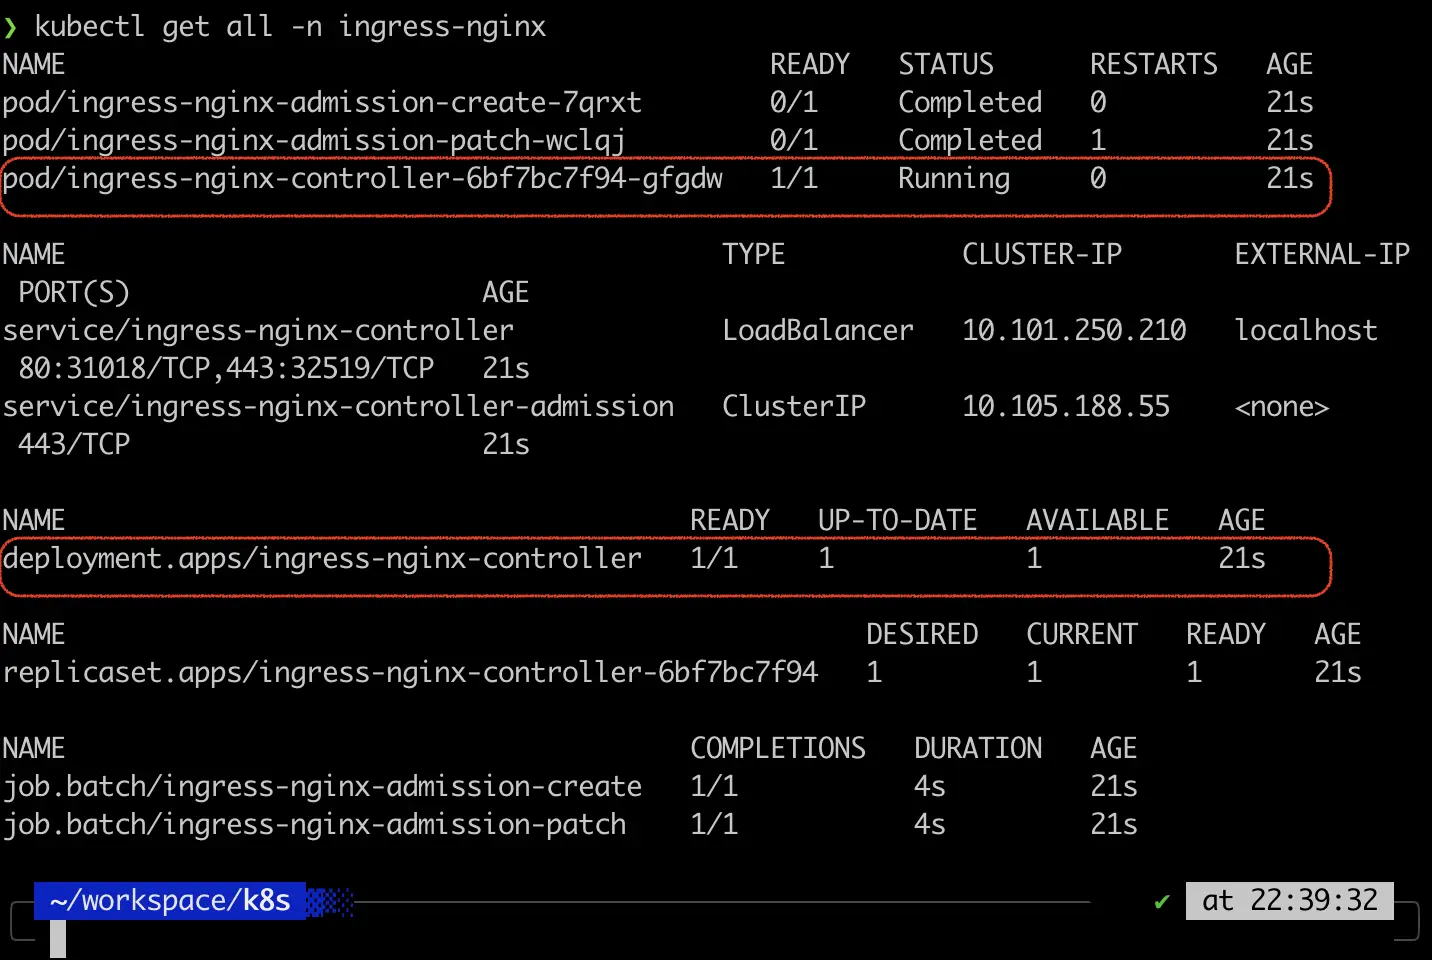 ❯ kubectl get all -n ingress-nginx
NAME READY STATUS RESTARTS AGE
pod/ingress-nginx-admission-create-7qrxt 0/1 Completed 0 21s
pod/ingress-nginx-admission-patch-wclqj 0/1 Completed 1 21s
pod/ingress-nginx-controller-6bf7bc7f94-gfgdw 1/1 Running 0 21s
NAME TYPE CLUSTER-IP EXTERNAL-IP
PORT(S) AGE
service/ingress-nginx-controller LoadBalancer 10.101.250.210 localhost
80:31018/TCP,443:32519/TCP 21s
service/ingress-nginx-controller-admission ClusterIP 10.105.188.55 <none>
443/TCP 21s
NAME READY UP-TO-DATE AVAILABLE AGE
deployment.apps/ingress-nginx-controller 1/1 1 1 21s
NAME DESIRED CURRENT READY AGE
replicaset.apps/ingress-nginx-controller-6bf7bc7f94 1 1 1 21s
NAME COMPLETIONS DURATION AGE
job.batch/ingress-nginx-admission-create 1/1 4s 21s
job.batch/ingress-nginx-admission-patch 1/1 4s 21s
~/workspace/k8s ✔ at 22:39:32